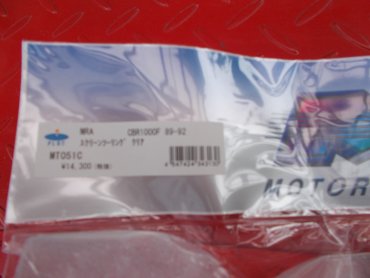 MRA CBR1000F 89-92
スクリーンツーリング クリア
PLOT
MT051C
¥14,300(税抜)
MOTOR